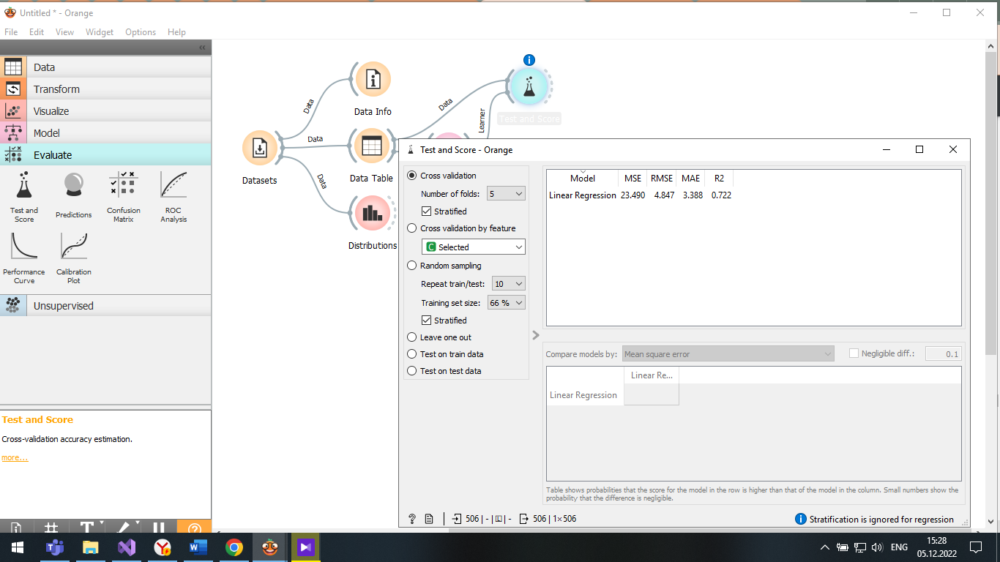 Untitled * - Orange
File Edit View Widget Options Help
«
Data
Transform
Visualize
Model
Evaluate
Test and Score
Predictions
Confusion Matrix
ROC Analysis
Performance Curve
Calibration Plot
Unsupervised
Test and Score
Cross-validation accuracy estimation.
more...
T
?
Data
Data
Data
Data
Learner
Datasets
Data Info
Data Table
Distributions
Test and Score
Test and Score - Orange
Cross validation
Number of folds: 5
Stratified
Cross validation by feature
C Selected
Random sampling
Repeat train/test: 10
Training set size: 66 %
Stratified
Leave one out
Test on train data
Test on test data
Model MSE RMSE MAE R2
Linear Regression 23.490 4.847 3.388 0.722
Compare models by: Mean square error Negligible diff.: 0.1
Linear Re...
Linear Regression
Table shows probabilities that the score for the model in the row is higher than that of the model in the column. Small numbers show the
probability that the difference is negligible.
? 506 | - | | - 506 | 1×506
Stratification is ignored for regression
ENG
15:28
05.12.2022